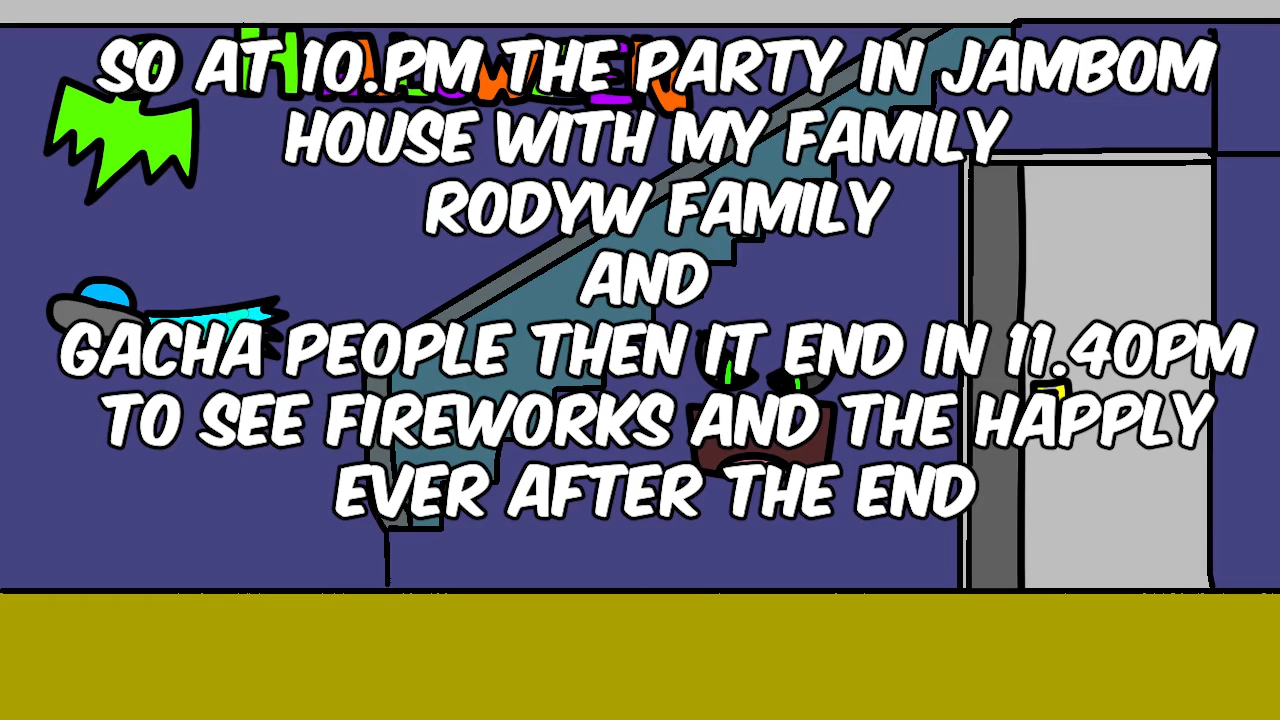 SO AT 10.PM THE PARTY IN JAMBOM
HOUSE WITH MY FAMILY
RODYW FAMILY
AND
GACHA PEOPLE THEN IT END IN 11.40PM
TO SEE FIREWORKS AND THE HAPPLY
EVER AFTER THE END